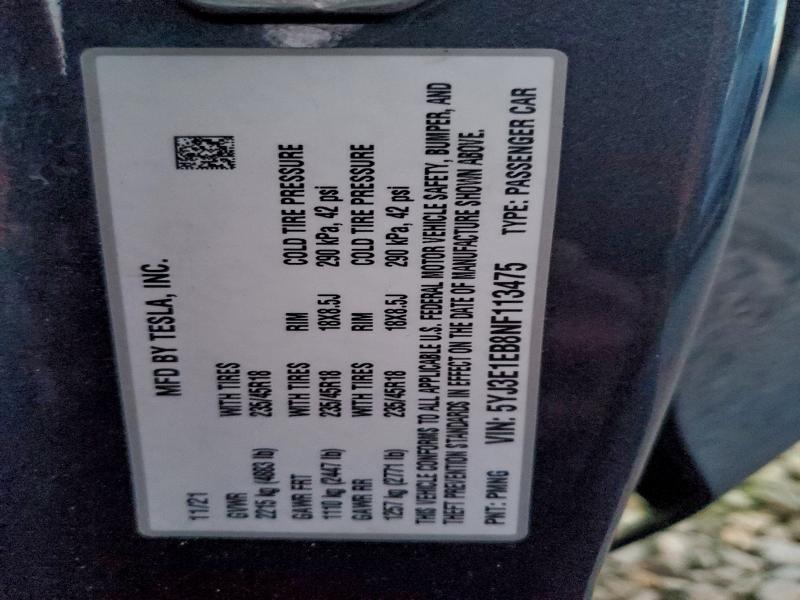 MFD BY TESLA, INC.
11/21
GVWR WITH TIRES
2215 kg (4883 lb) 235/45R18
GAWR FRT WITH TIRES RIM COLD TIRE PRESSURE
1110 kg (2447 lb) 235/45R18 18X8.5J 290 kPa, 42 psi
GAWR RR WITH TIRES RIM COLD TIRE PRESSURE
1257 kg (2771 lb) 235/45R18 18X8.5J 290 kPa, 42 psi
THIS VEHICLE CONFORMS TO ALL APPLICABLE U.S. FEDERAL MOTOR VEHICLE SAFETY, BUMPER, AND
THEFT PREVENTION STANDARDS IN EFFECT ON THE DATE OF MANUFACTURE SHOWN ABOVE.
PNT: PMNG VIN: 5YJ3E1EB8NF113475 TYPE: PASSENGER CAR